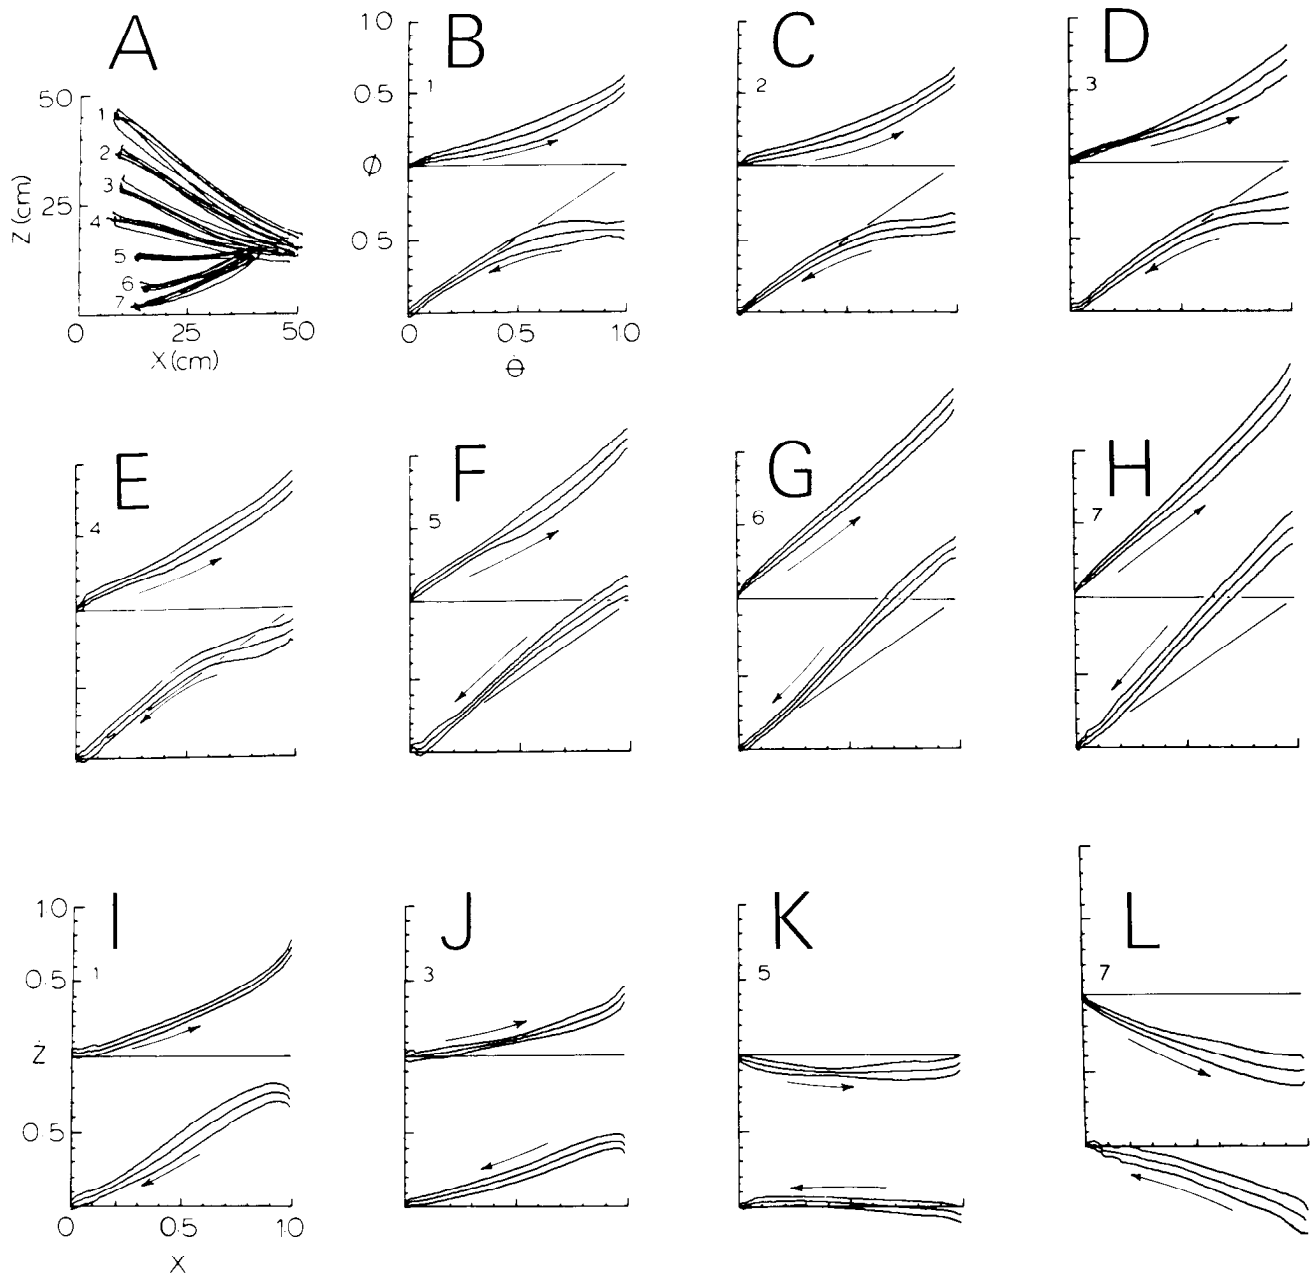 A B C D
50 25 0
Z (cm)
1 2 3 4 5 6 7
0 25 50
X (cm)
10 0.5 ϕ 0.5
1
0 0.5 10
θ̇
2
3
E F G H
4 5 6 7
I J K L
10 0.5 Ż 0.5
1 3 5 7
0 0.5 10
X